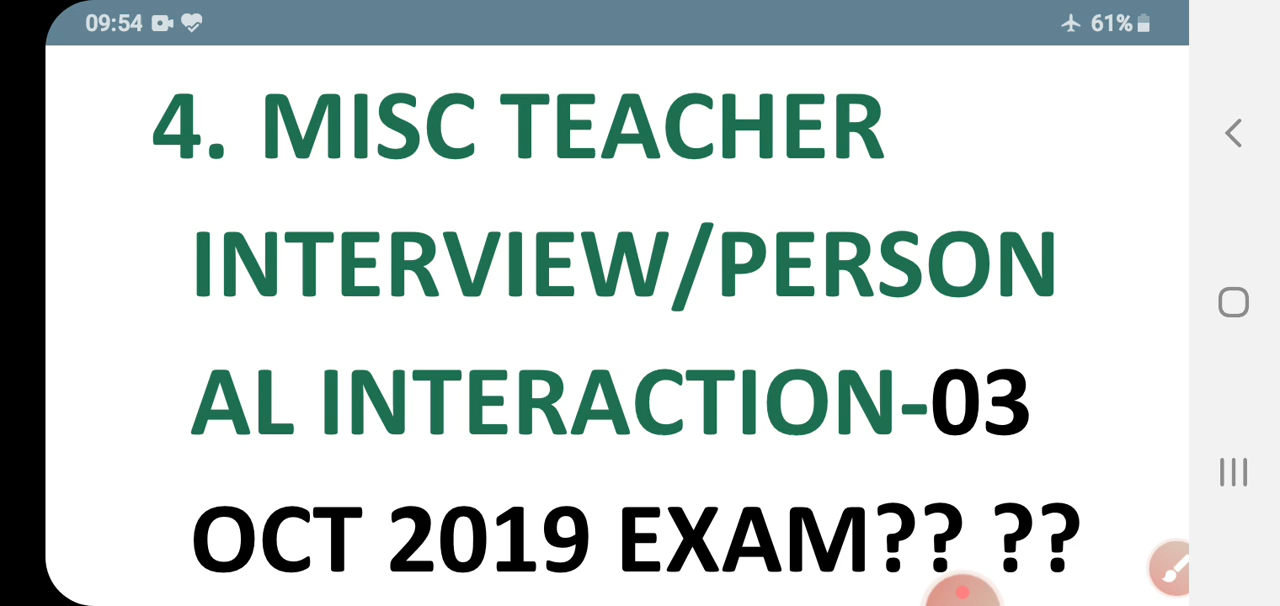 09:54
61%
4. MISC TEACHER
INTERVIEW/PERSON
AL INTERACTION-03
OCT 2019 EXAM?? ??